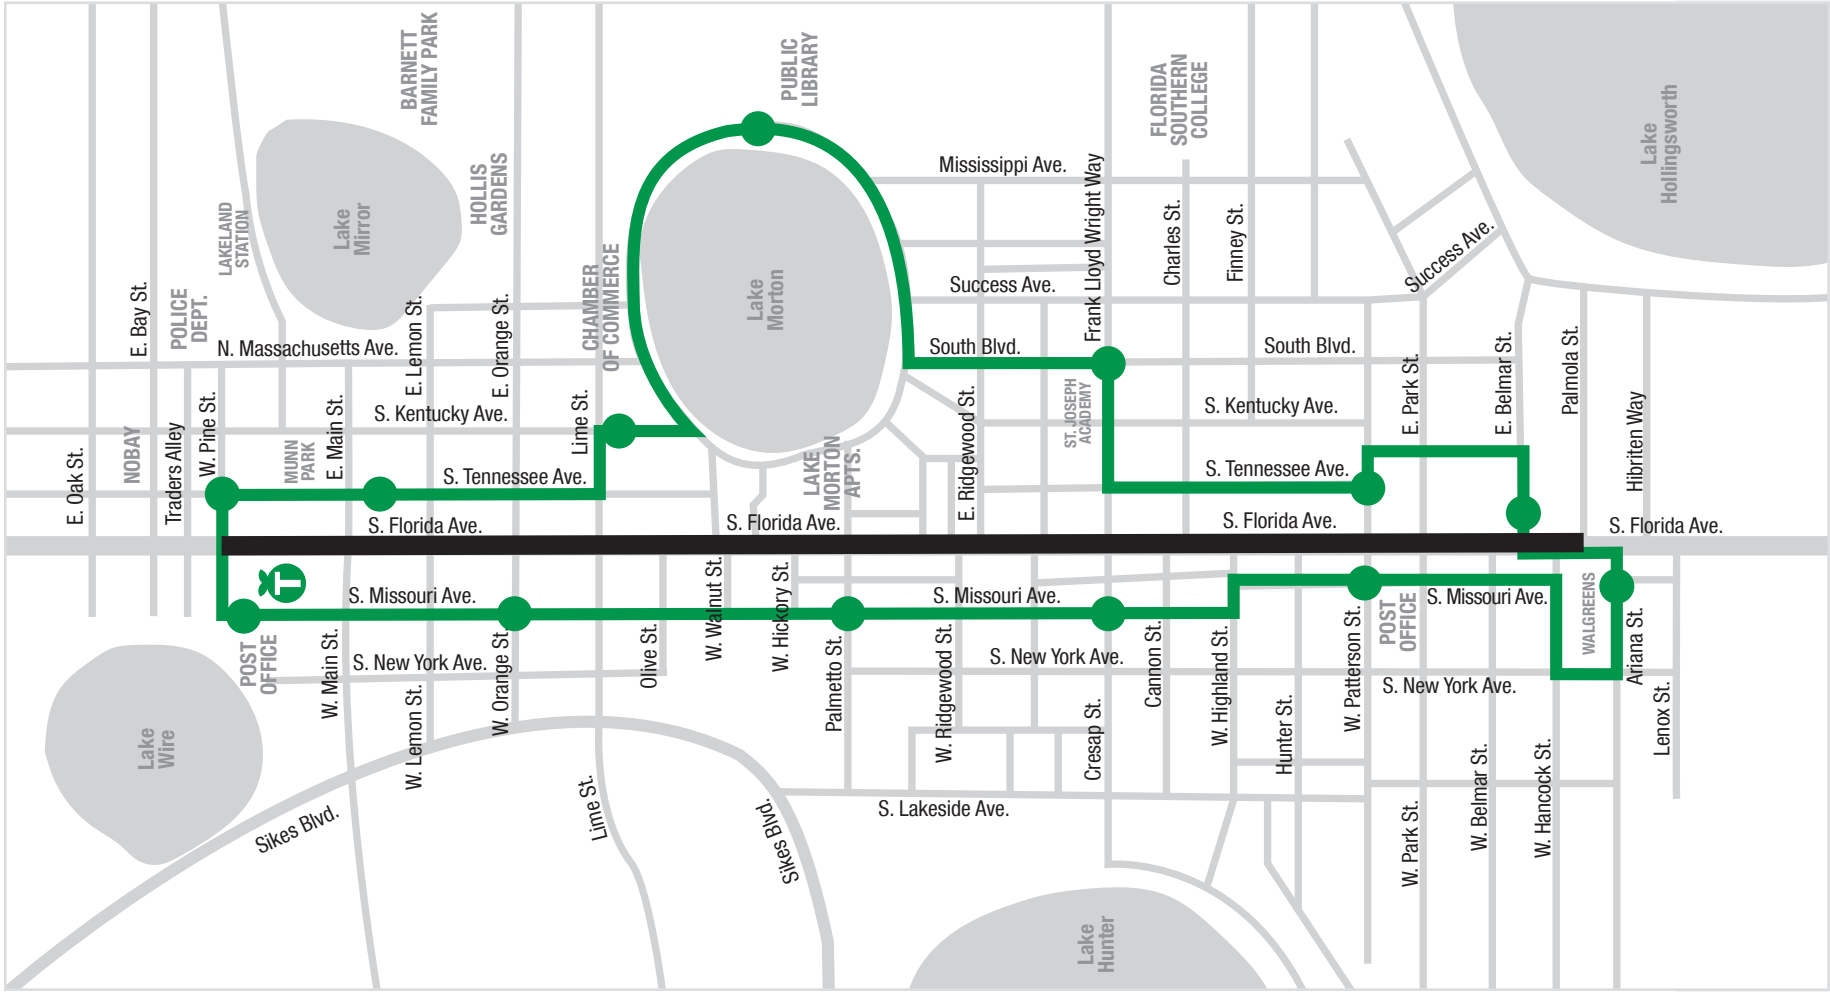 BARNETT
FAMILY PARK
PUBLIC
LIBRARY
FLORIDA
SOUTHERN
COLLEGE
Lake
Hollingsworth
Mississippi Ave.
Frank Lloyd Wright Way
HOLLIS
GARDENS
LAKELAND
STATION
Lake
Mirror
Charles St.
Finney St.
Success Ave.
CHAMBER
OF COMMERCE
Lake
Morton
Success Ave.
E. Bay St.
POLICE
DEPT.
N. Massachusetts Ave.
E. Lemon St.
E. Orange St.
South Blvd.
South Blvd.
E. Park St.
E. Belmar St.
Palmola St.
S. Kentucky Ave.
Lime St.
E. Ridgewood St.
ST. JOSEPH
ACADEMY
S. Kentucky Ave.
Hibriten Way
E. Oak St.
NOBAY
Traders Alley
W. Pine St.
MUNN
PARK
E. Main St.
S. Tennessee Ave.
LAKE
MORTON
APTS.
S. Tennessee Ave.
S. Florida Ave.
S. Florida Ave.
S. Florida Ave.
S. Florida Ave.
T
S. Missouri Ave.
W. Walnut St.
W. Hickory St.
S. Missouri Ave.
S. Missouri Ave.
WALGREENS
POST
OFFICE
W. Main St.
S. New York Ave.
W. Orange St.
Olive St.
Palmetto St.
W. Ridgewood St.
S. New York Ave.
Cannon St.
W. Highland St.
W. Patterson St.
POST
OFFICE
S. New York Ave.
Ariana St.
Lake
Wire
W. Lemon St.
Cresap St.
Hunter St.
Lenox St.
Sikes Blvd.
Lime St.
Sikes Blvd.
S. Lakeside Ave.
W. Park St.
W. Belmar St.
W. Hancock St.
Lake
Hunter